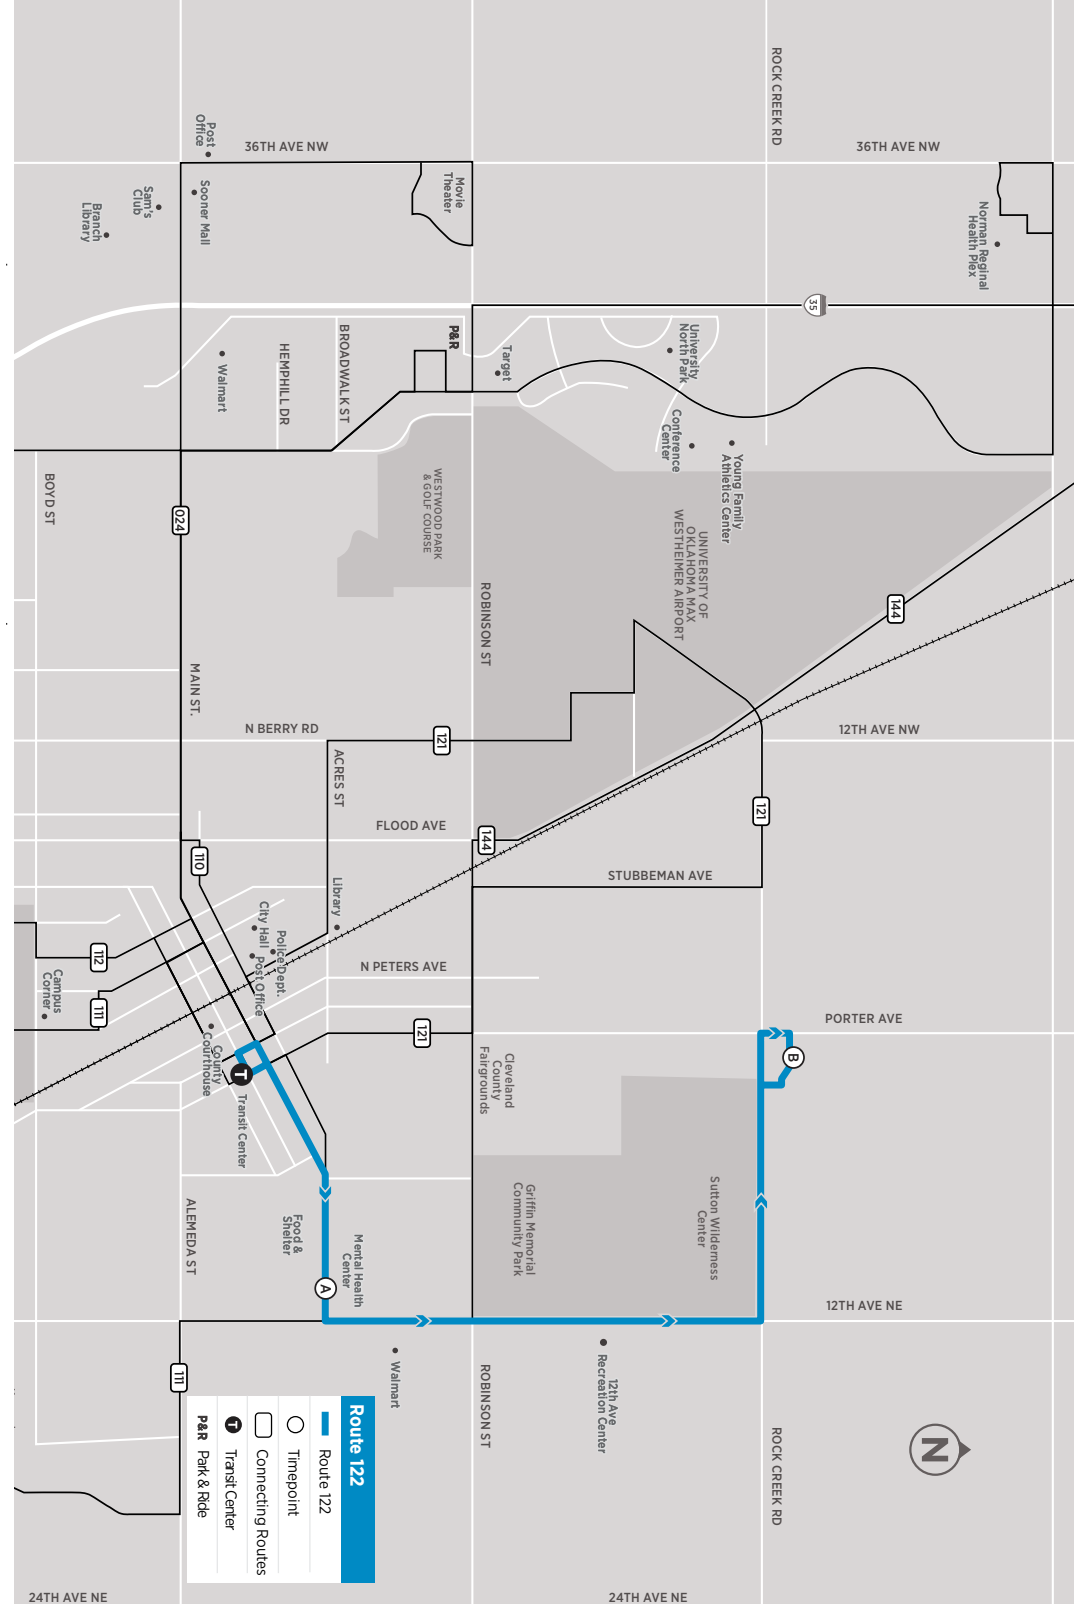 ROCK CREEK RD
36TH AVE NW
36TH AVE NW
Post
Office
Sooner Mall
Sam's
Club
Branch
Library
Movie
Theater
Norman Reginal
Health Plex
35
P&R
Target
University
North Park
BROADWALK ST
HEMPHILL DR
Walmart
Conference
Center
Young Family
Athletics Center
WESTWOOD PARK
& GOLF COURSE
BOYD ST
024
UNIVERSITY OF
OKLAHOMA MAX
WESTHEIMER AIRPORT
144
ROBINSON ST
MAIN ST.
N BERRY RD
121
12TH AVE NW
ACRES ST
121
FLOOD AVE
144
110
STUBBEMAN AVE
Library
City Hall
Police Dept.
Post Office
112
N PETERS AVE
Campus
Corner
111
121
PORTER AVE
County
Courthouse
B
T
Transit Center
Cleveland
County
Fairgrounds
Griffin Memorial
Community Park
Sutton Wilderness
Center
ALEMEDA ST
Food &
Shelter
Mental Health
Center
A
12TH AVE NE
111
Walmart
12th Ave
Recreation Center
ROBINSON ST
ROCK CREEK RD
N
Route 122
Route 122
Timepoint
Connecting Routes
T Transit Center
P&R Park & Ride
24TH AVE NE
24TH AVE NE